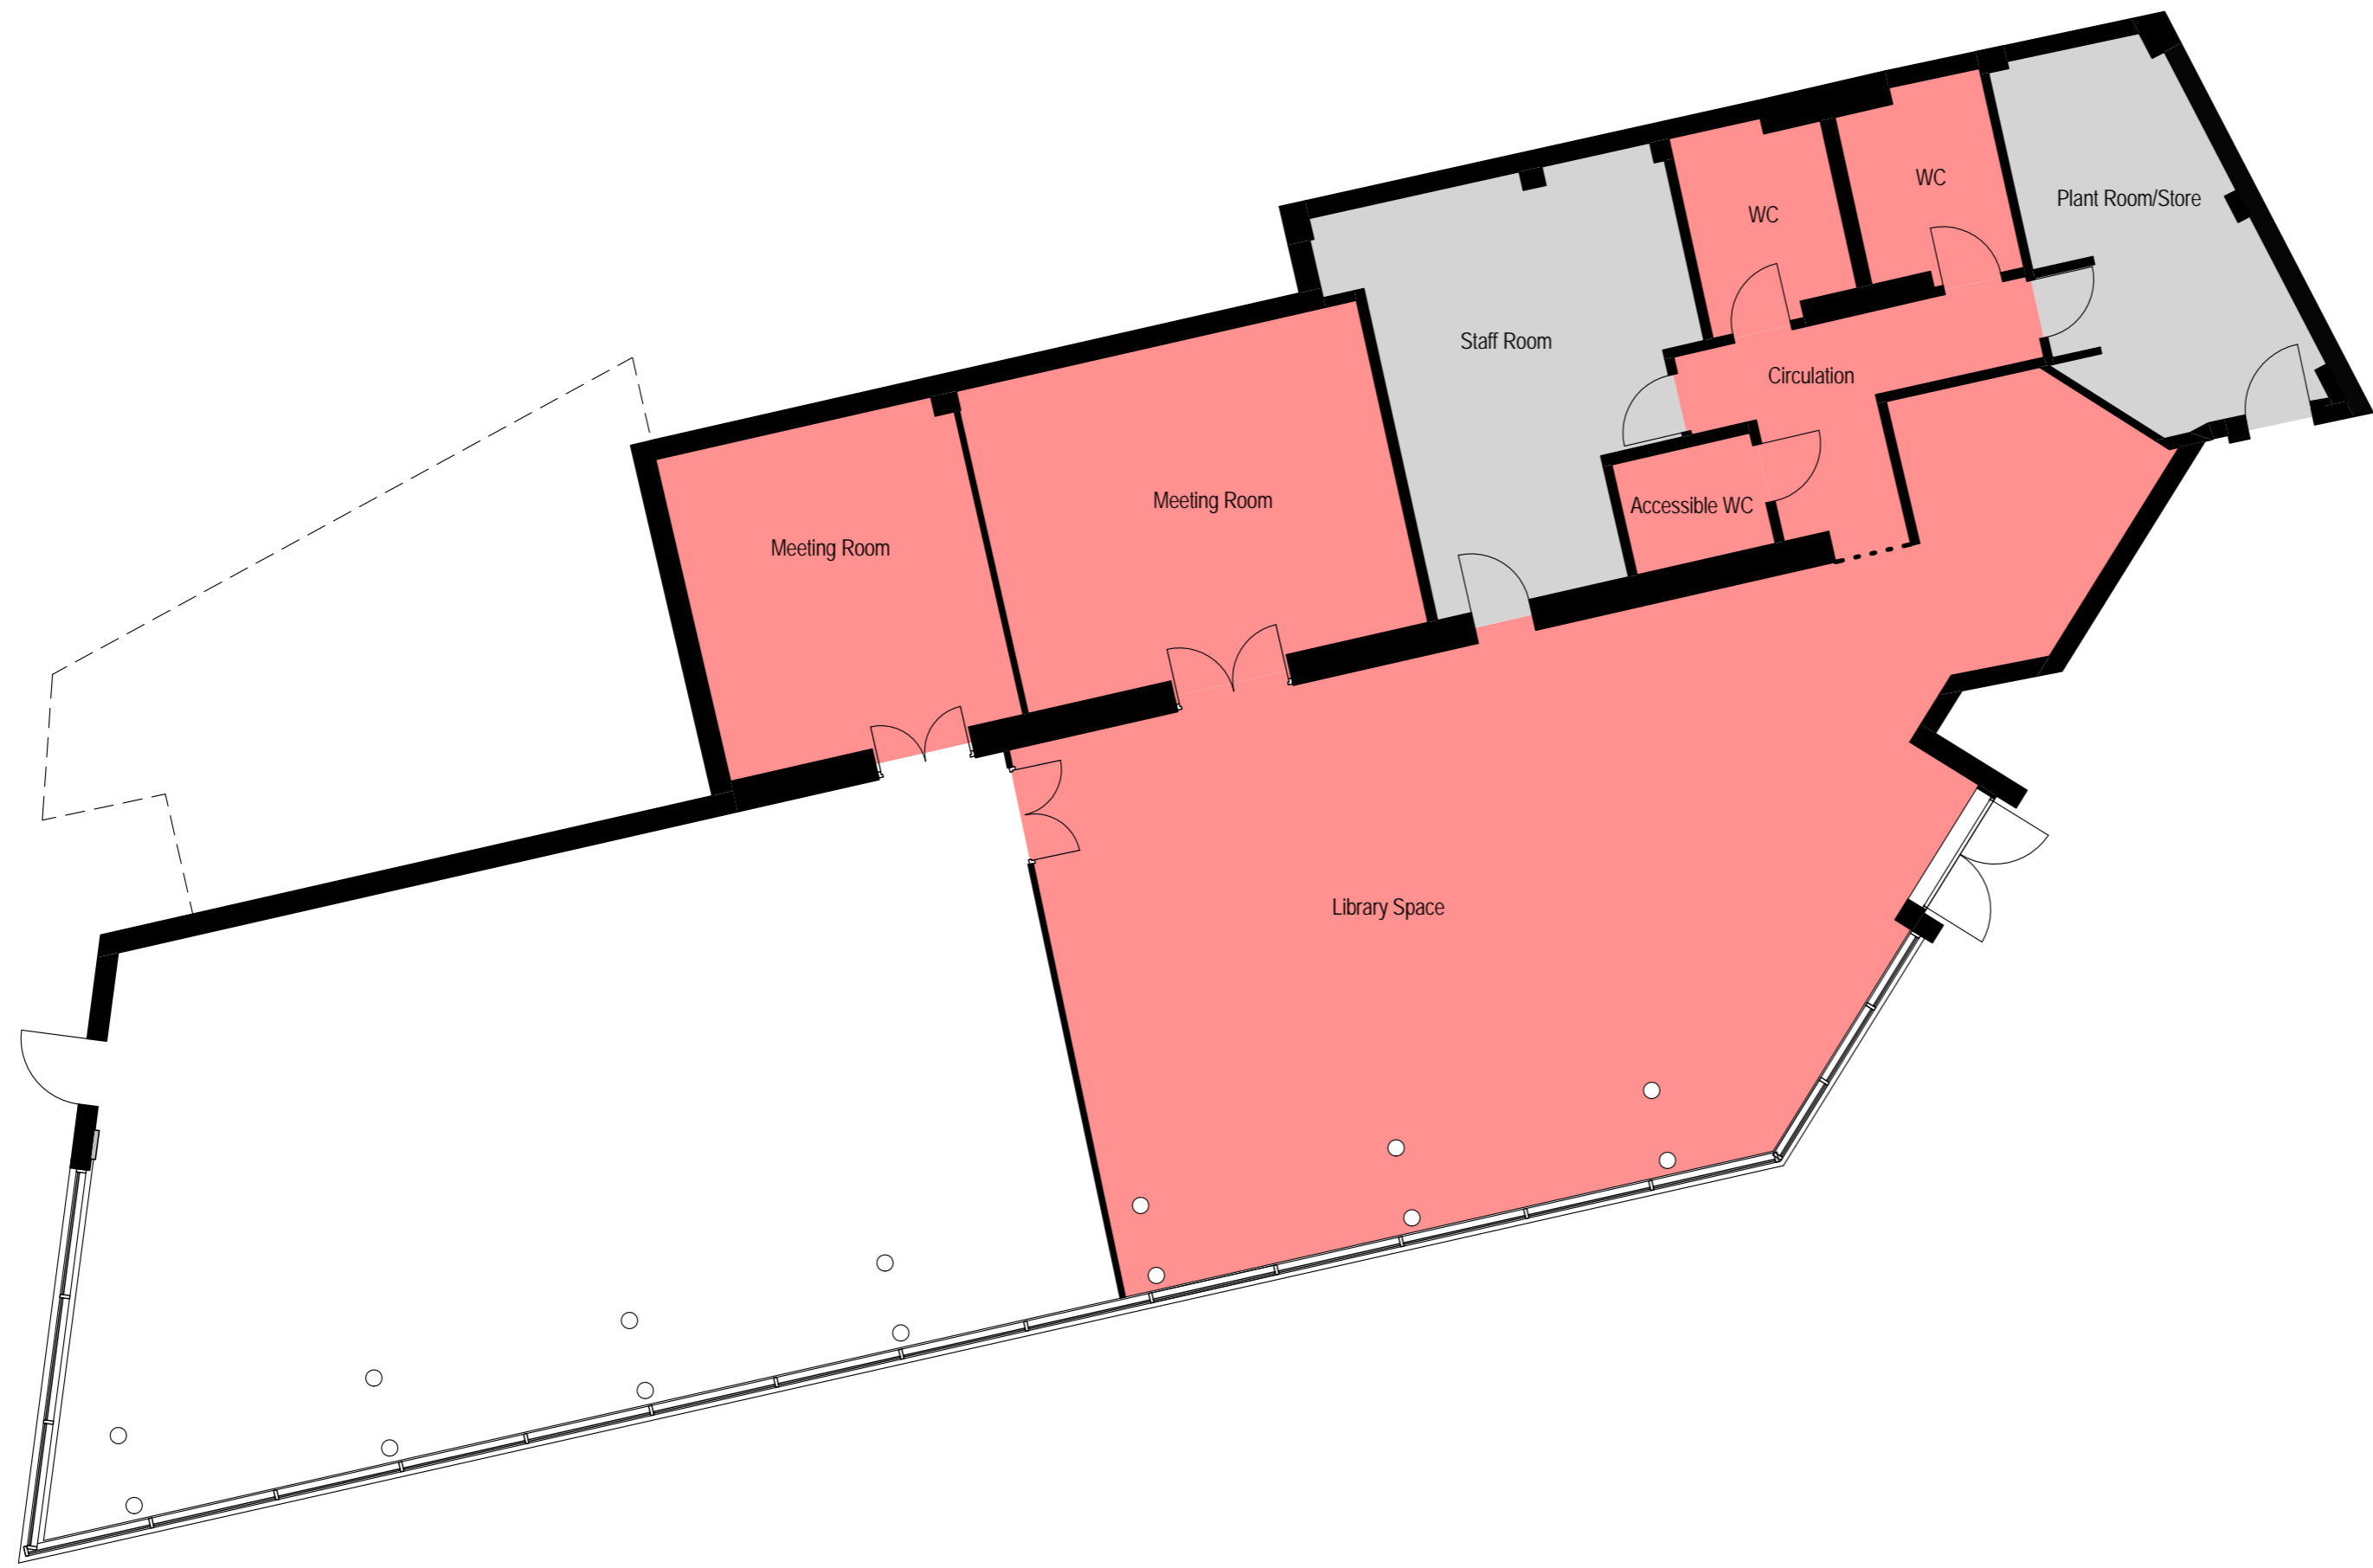 WC
WC
Plant Room/Store
Staff Room
Circulation
Meeting Room
Accessible WC
Meeting Room
Library Space